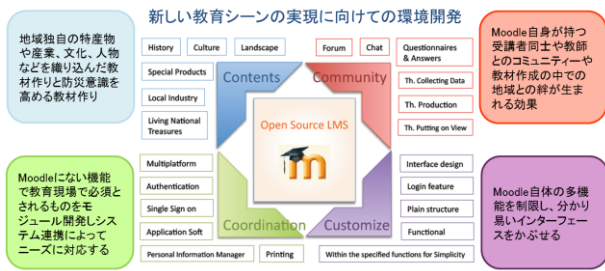 新しい教育シーンの実現に向けての環境開発
地域独自の特産物
や産業、文化、人物
などを織り込んだ教
材作りと防災意識を
高める教材作り
History
Culture
Landscape
Special Products
Local Industry
Living National
Treasures
Contents
Forum
Chat
Questionnaires
& Answers
Th. Collecting Data
Th. Production
Th. Putting on View
Community
Moodle自身が持つ
受講者同士や教師
とのコミュニティーや
教材作成の中での
地域との絆が生ま
れる効果
Open Source LMS
m
Moodleにない機能
で教育現場で必須と
されるものをモ
ジュール開発しシス
テム連携によって
ニーズに対応する
Multiplatform
Authentication
Single Sign on
Application Soft
Personal Information Manager
Printing
Coordination
Customize
Interface design
Login feature
Plain structure
Functional
Within the specified functions for Simplicity
Moodle自体の多機
能を制限し、分かり
易いインターフェー
スをかぶせる